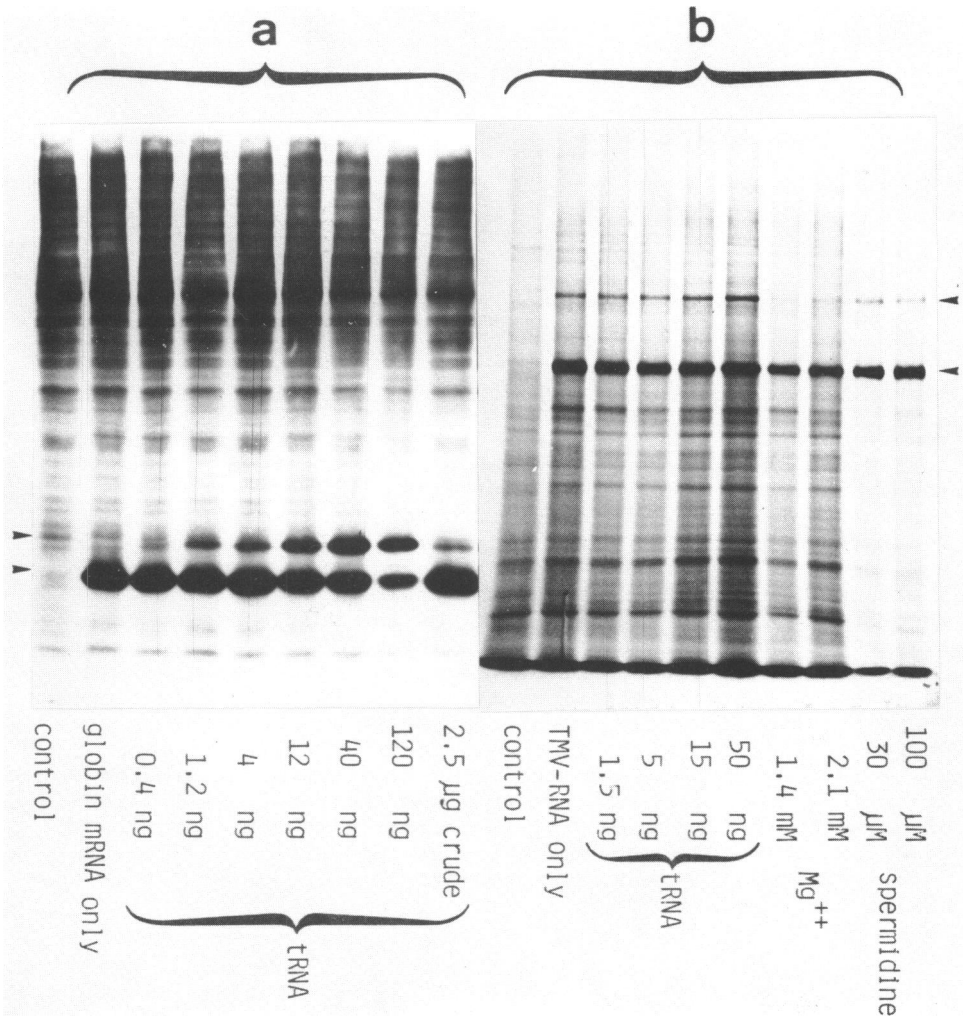 a
b
control
globin mRNA only
0.4 ng
1.2 ng
4 ng
12 ng
40 ng
120 ng
2.5 µg crude
tRNA
control
TMV-RNA only
1.5 ng
5 ng
15 ng
50 ng
tRNA
1.4 mM
2.1 mM
Mg++
30 µM
100 µM
spermidine